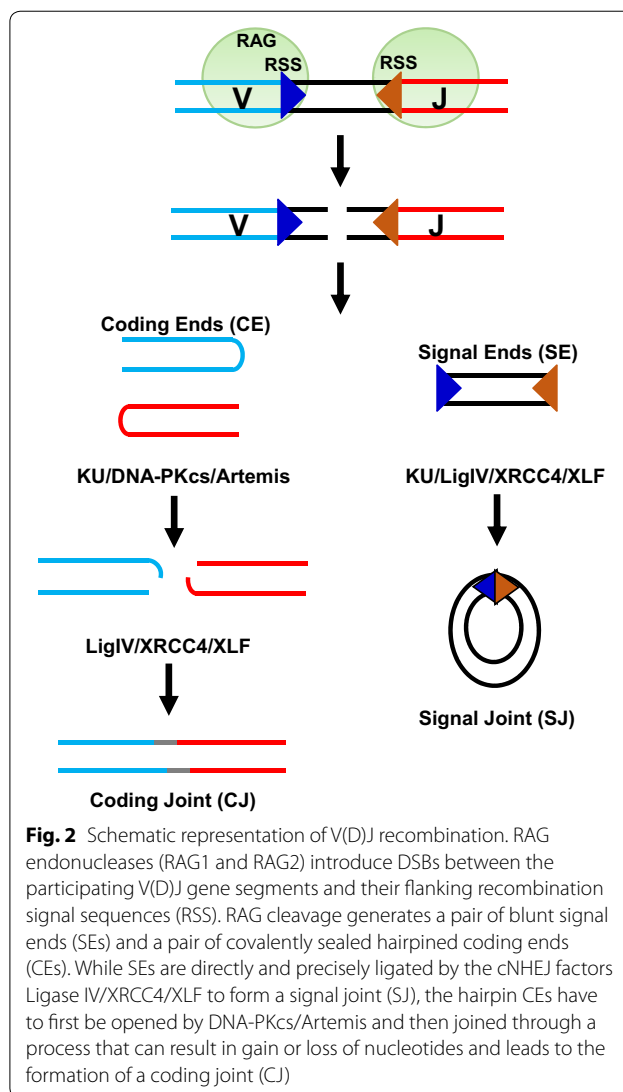 RAG
RSS
RSS
V
J
V
J
Coding Ends (CE)
Signal Ends (SE)
KU/DNA-PKcs/Artemis
KU/LigIV/XRCC4/XLF
LigIV/XRCC4/XLF
Signal Joint (SJ)
Coding Joint (CJ)
Fig. 2 Schematic representation of V(D)J recombination. RAG
endonucleases (RAG1 and RAG2) introduce DSBs between the
participating V(D)J gene segments and their flanking recombination
signal sequences (RSS). RAG cleavage generates a pair of blunt signal
ends (SEs) and a pair of covalently sealed hairpined coding ends
(CEs). While SEs are directly and precisely ligated by the cNHEJ factors
Ligase IV/XRCC4/XLF to form a signal joint (SJ), the hairpin CEs have
to first be opened by DNA-PKcs/Artemis and then joined through a
process that can result in gain or loss of nucleotides and leads to the
formation of a coding joint (CJ)